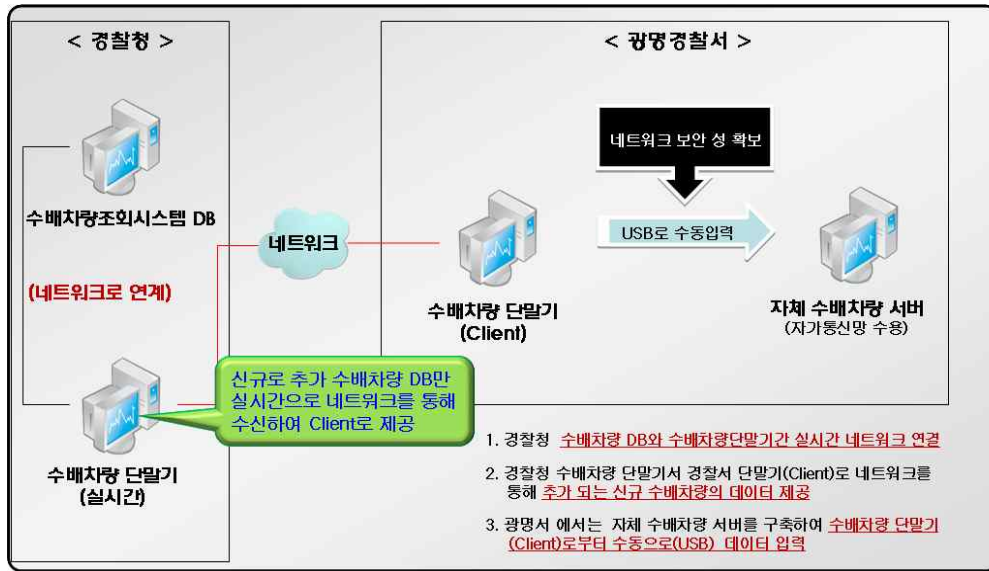 < 경찰청 >
수배차량조회시스템 DB
(네트워크로 연계)
수배차량 단말기
(실시간)
네트워크
신규로 추가 수배차량 DB만
실시간으로 네트워크를 통해
수신하여 Client로 제공
< 광명경찰서 >
네트워크 보안 성 확보
USB로 수동입력
수배차량 단말기
(Client)
자체 수배차량 서버
(자가통신망 수용)
1. 경찰청 수배차량 DB와 수배차량단말기간 실시간 네트워크 연결
2. 경찰청 수배차량 단말기서 경찰서 단말기(Client)로 네트워크를
통해 추가 되는 신규 수배차량의 데이터 제공
3. 광명서 에서는 자체 수배차량 서버를 구축하여 수배차량 단말기
(Client)로부터 수동으로(USB) 데이터 입력